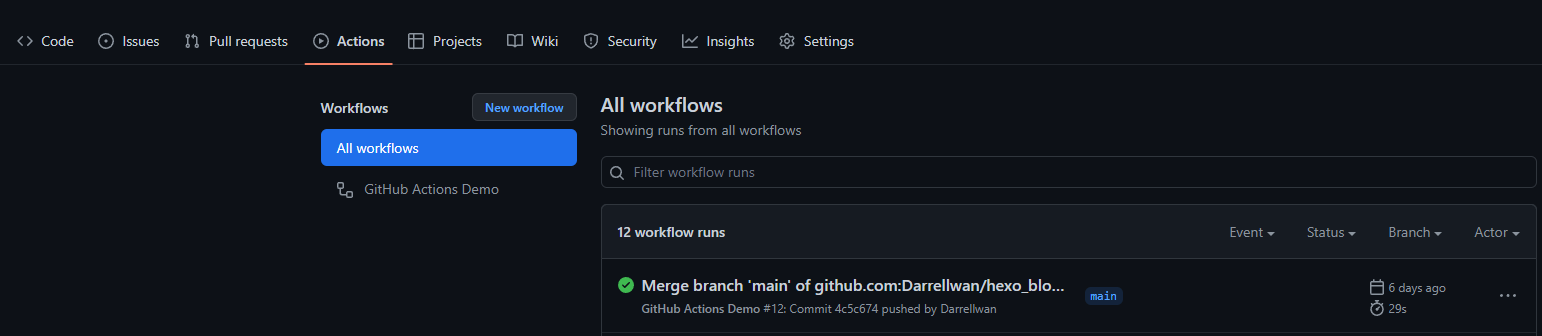 Code Issues Pull requests Actions Projects Wiki Security Insights Settings
Workflows New workflow
All workflows
GitHub Actions Demo
All workflows
Showing runs from all workflows
Filter workflow runs
12 workflow runs Event Status Branch Actor
Merge branch 'main' of github.com:Darrellwan/hexo_blo... main 6 days ago
GitHub Actions Demo #12: Commit 4c5c674 pushed by Darrellwan 29s